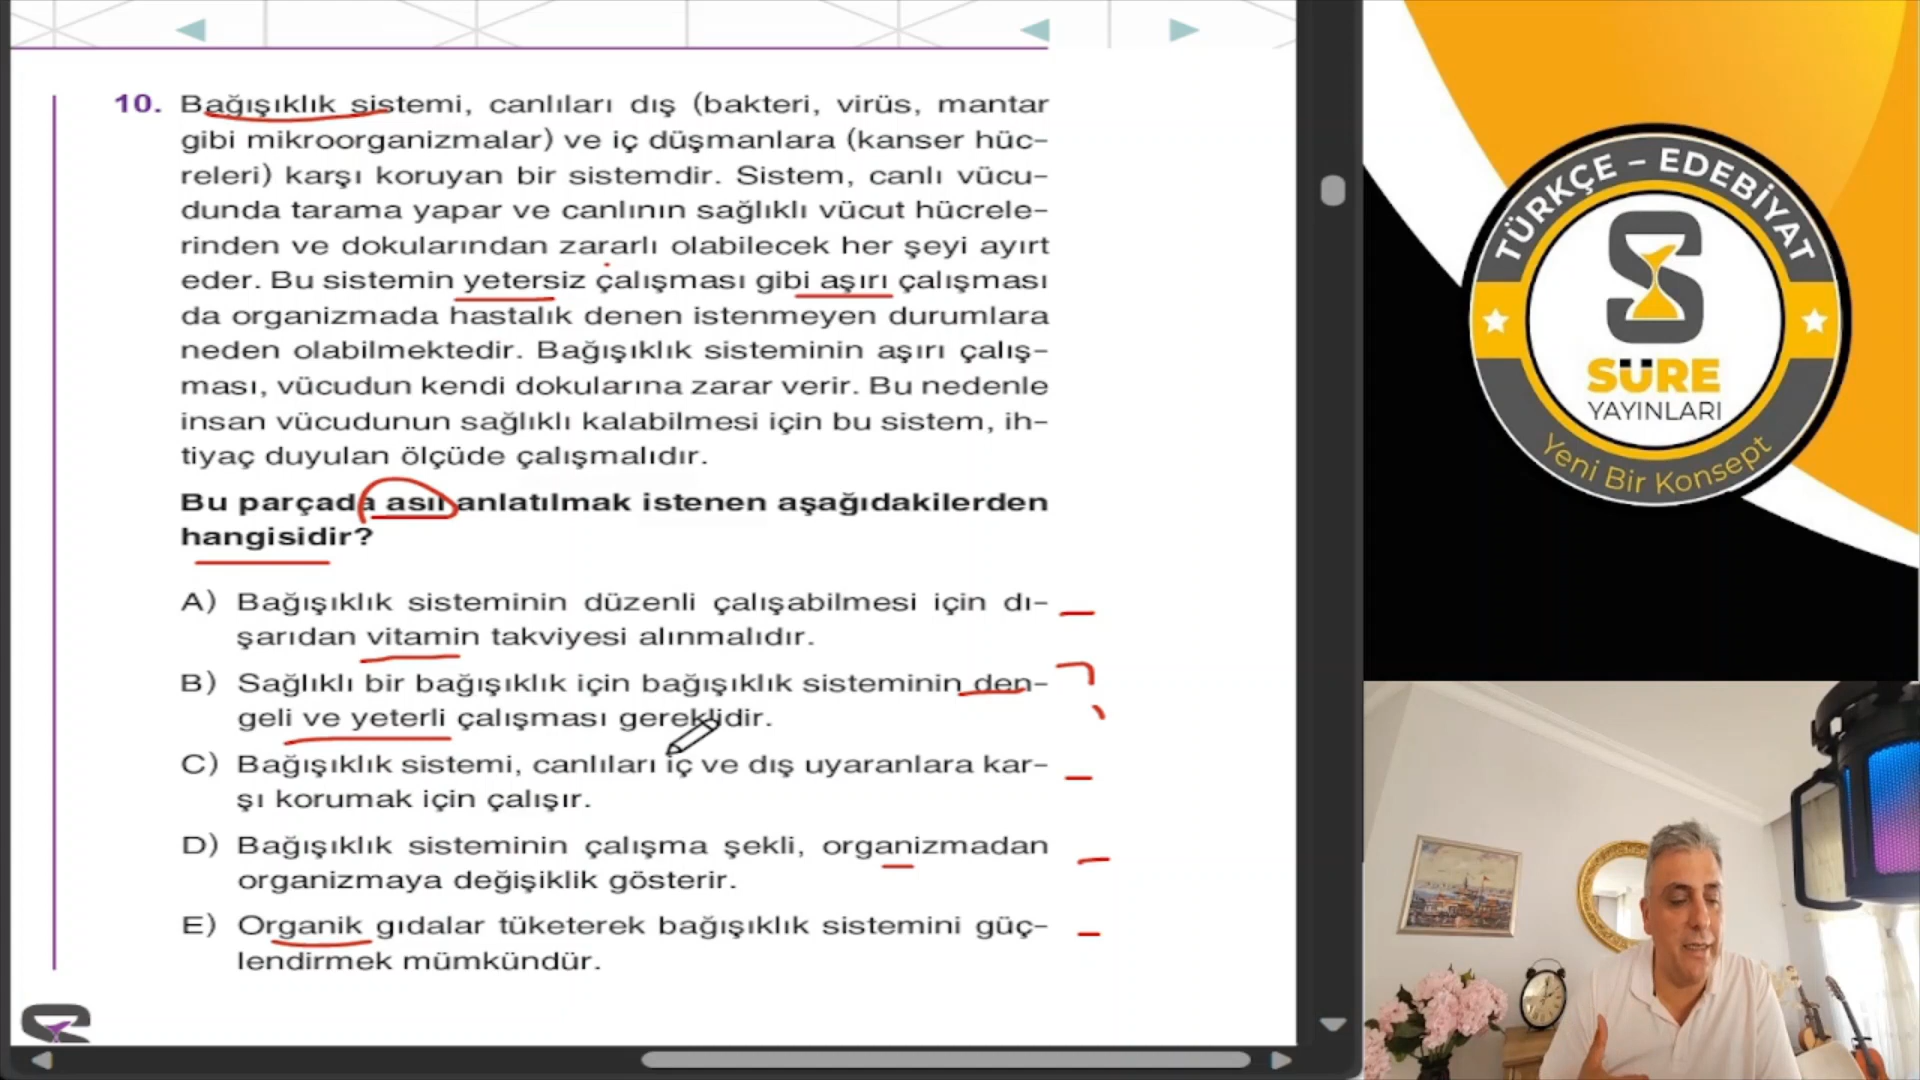 10. Bağışıklık sistemi, canlıları dış (bakteri, virüs, mantar
gibi mikroorganizmalar) ve iç düşmanlara (kanser hüc-
releri) karşı koruyan bir sistemdir. Sistem, canlı vücu-
dunda tarama yapar ve canlının sağlıklı vücut hücrele-
rinden ve dokularından zararlı olabilecek her şeyi ayırt
eder. Bu sistemin yetersiz çalışması gibi aşırı çalışması
da organizmada hastalık denen istenmeyen durumlara
neden olabilmektedir. Bağışıklık sisteminin aşırı çalış-
ması, vücudun kendi dokularına zarar verir. Bu nedenle
insan vücudunun sağlıklı kalabilmesi için bu sistem, ih-
tiyaç duyulan ölçüde çalışmalıdır.
Bu parçada asıl anlatılmak istenen aşağıdakilerden
hangisidir?
A) Bağışıklık sisteminin düzenli çalışabilmesi için dı-
şarıdan vitamin takviyesi alınmalıdır.
B) Sağlıklı bir bağışıklık için bağışıklık sisteminin den-
geli ve yeterli çalışması gereklidir.
C) Bağışıklık sistemi, canlıları iç ve dış uyaranlara kar-
şı korumak için çalışır.
D) Bağışıklık sisteminin çalışma şekli, organizmadan
organizmaya değişiklik gösterir.
E) Organik gıdalar tüketerek bağışıklık sistemini güç-
lendirmek mümkündür.
TÜRKÇE – EDEBİYAT
SÜRE
YAYINLARI
Yeni Bir Konsept